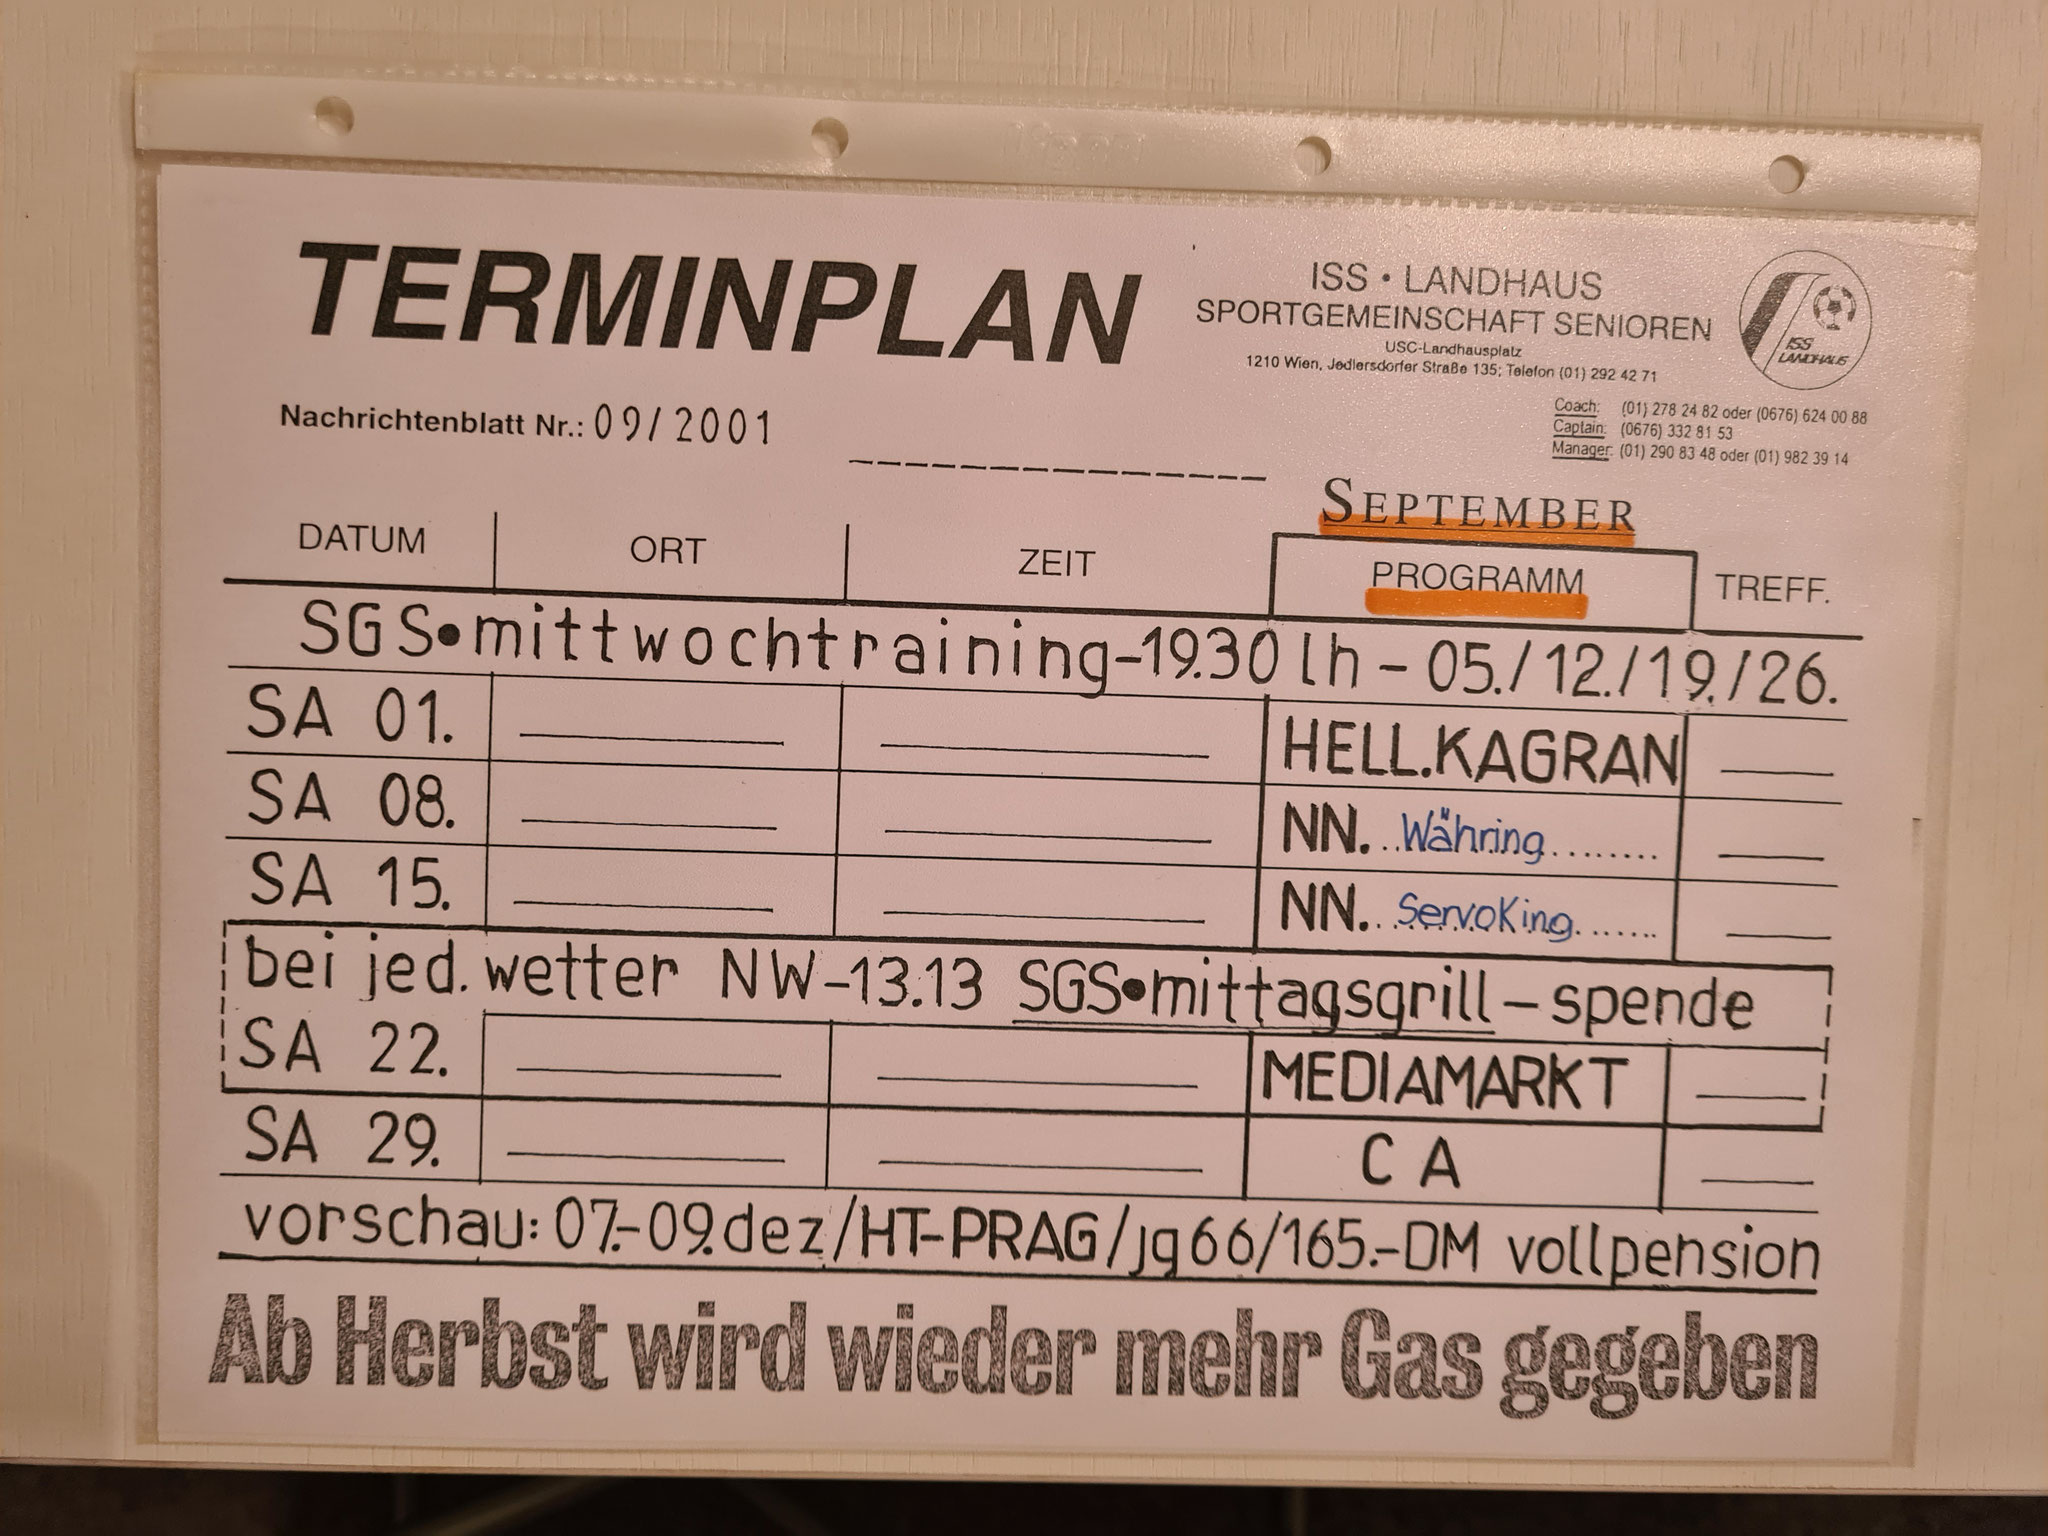 TERMINPLAN
ISS • LANDHAUS
SPORTGEMEINSCHAFT SENIOREN
USC-Landhausplatz
1210 Wien, Jedlersdorfer Straße 135; Telefon (01) 292 42 71
ISS
LANDHAUS
Nachrichtenblatt Nr.: 09/2001
Coach: (01) 278 24 82 oder (0676) 624 00 88
Captain: (0676) 332 81 53
Manager: (01) 290 83 48 oder (01) 982 39 14
SEPTEMBER
DATUM ORT ZEIT PROGRAMM TREFF.
SGS•mittwochtraining-19.30 lh - 05./12./19./26.
SA 01. HELL.KAGRAN
SA 08. NN. Währing
SA 15. NN. Servoking
bei jed. wetter NW-13.13 SGS•mittagsgrill - spende
SA 22. MEDIAMARKT
SA 29. C A
vorschau: 07.-09.dez/HT-PRAG/jg66/165.-DM vollpension
Ab Herbst wird wieder mehr Gas gegeben